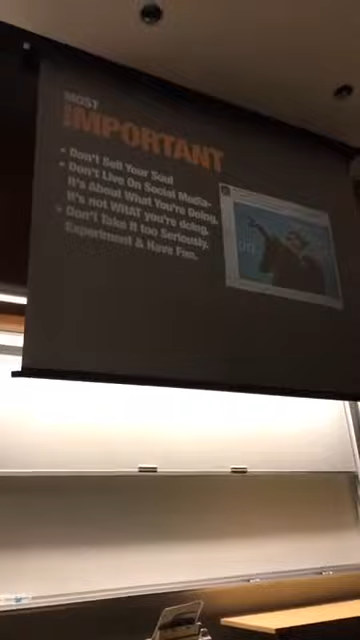 MOST
IMPORTANT
• Don't Sell Your Soul
• Don't Live On Social Media-
It's About What You're Doing,
It's not WHAT you're doing.
• Don't Take it too Seriously.
Experiment & Have Fun.